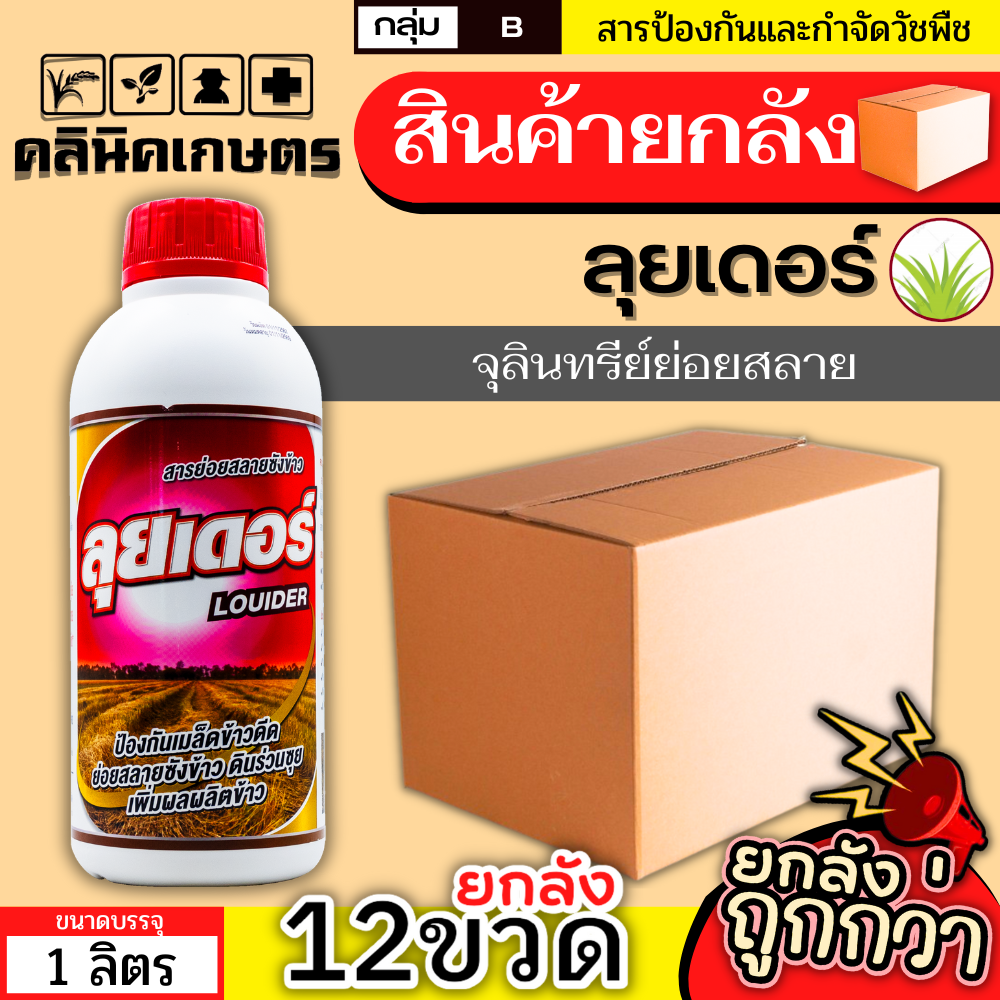 กลุ่ม B สารป้องกันและกำจัดวัชพืช
คลินิคเกษตร
สินค้ายกลัง
ลุยเดอร์
จุลินทรีย์ย่อยสลาย
สารย่อยสลายซังข้าว
ลุยเดอร์
LOUIDER
ป้องกันเมล็ดข้าวดีด
ย่อยสลายซังข้าว ดินร่วนซุย
เพิ่มผลผลิตข้าว
ขนาดบรรจุ
1 ลิตร
ยกลัง
12ขวด
ยกลัง
ถูกกว่า